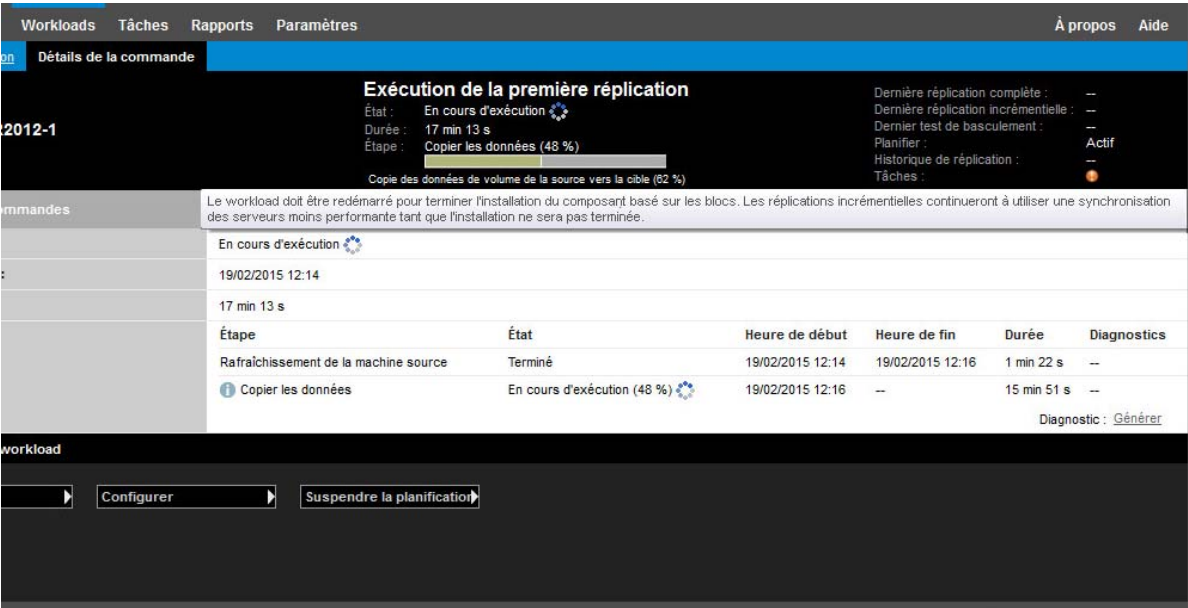 Workloads Tâches Rapports Paramètres À propos Aide
on Détails de la commande
2012-1
Exécution de la première réplication
État : En cours d'exécution
Durée : 17 min 13 s
Étape : Copier les données (48 %)
Copie des données de volume de la source vers la cible (62 %)
Dernière réplication complète : --
Dernière réplication incrémentielle : --
Dernier test de basculement : --
Planifier : Actif
Historique de réplication : --
Tâches :
ommandes
Le workload doit être redémarré pour terminer l'installation du composant basé sur les blocs. Les réplications incrémentielles continueront à utiliser une synchronisation
des serveurs moins performante tant que l'installation ne sera pas terminée.
En cours d'exécution
: 19/02/2015 12:14
17 min 13 s
Étape État Heure de début Heure de fin Durée Diagnostics
Rafraîchissement de la machine source Terminé 19/02/2015 12:14 19/02/2015 12:16 1 min 22 s --
Copier les données En cours d'exécution (48 %) 19/02/2015 12:16 -- 15 min 51 s --
Diagnostic : Générer
workload
Configurer Suspendre la planification